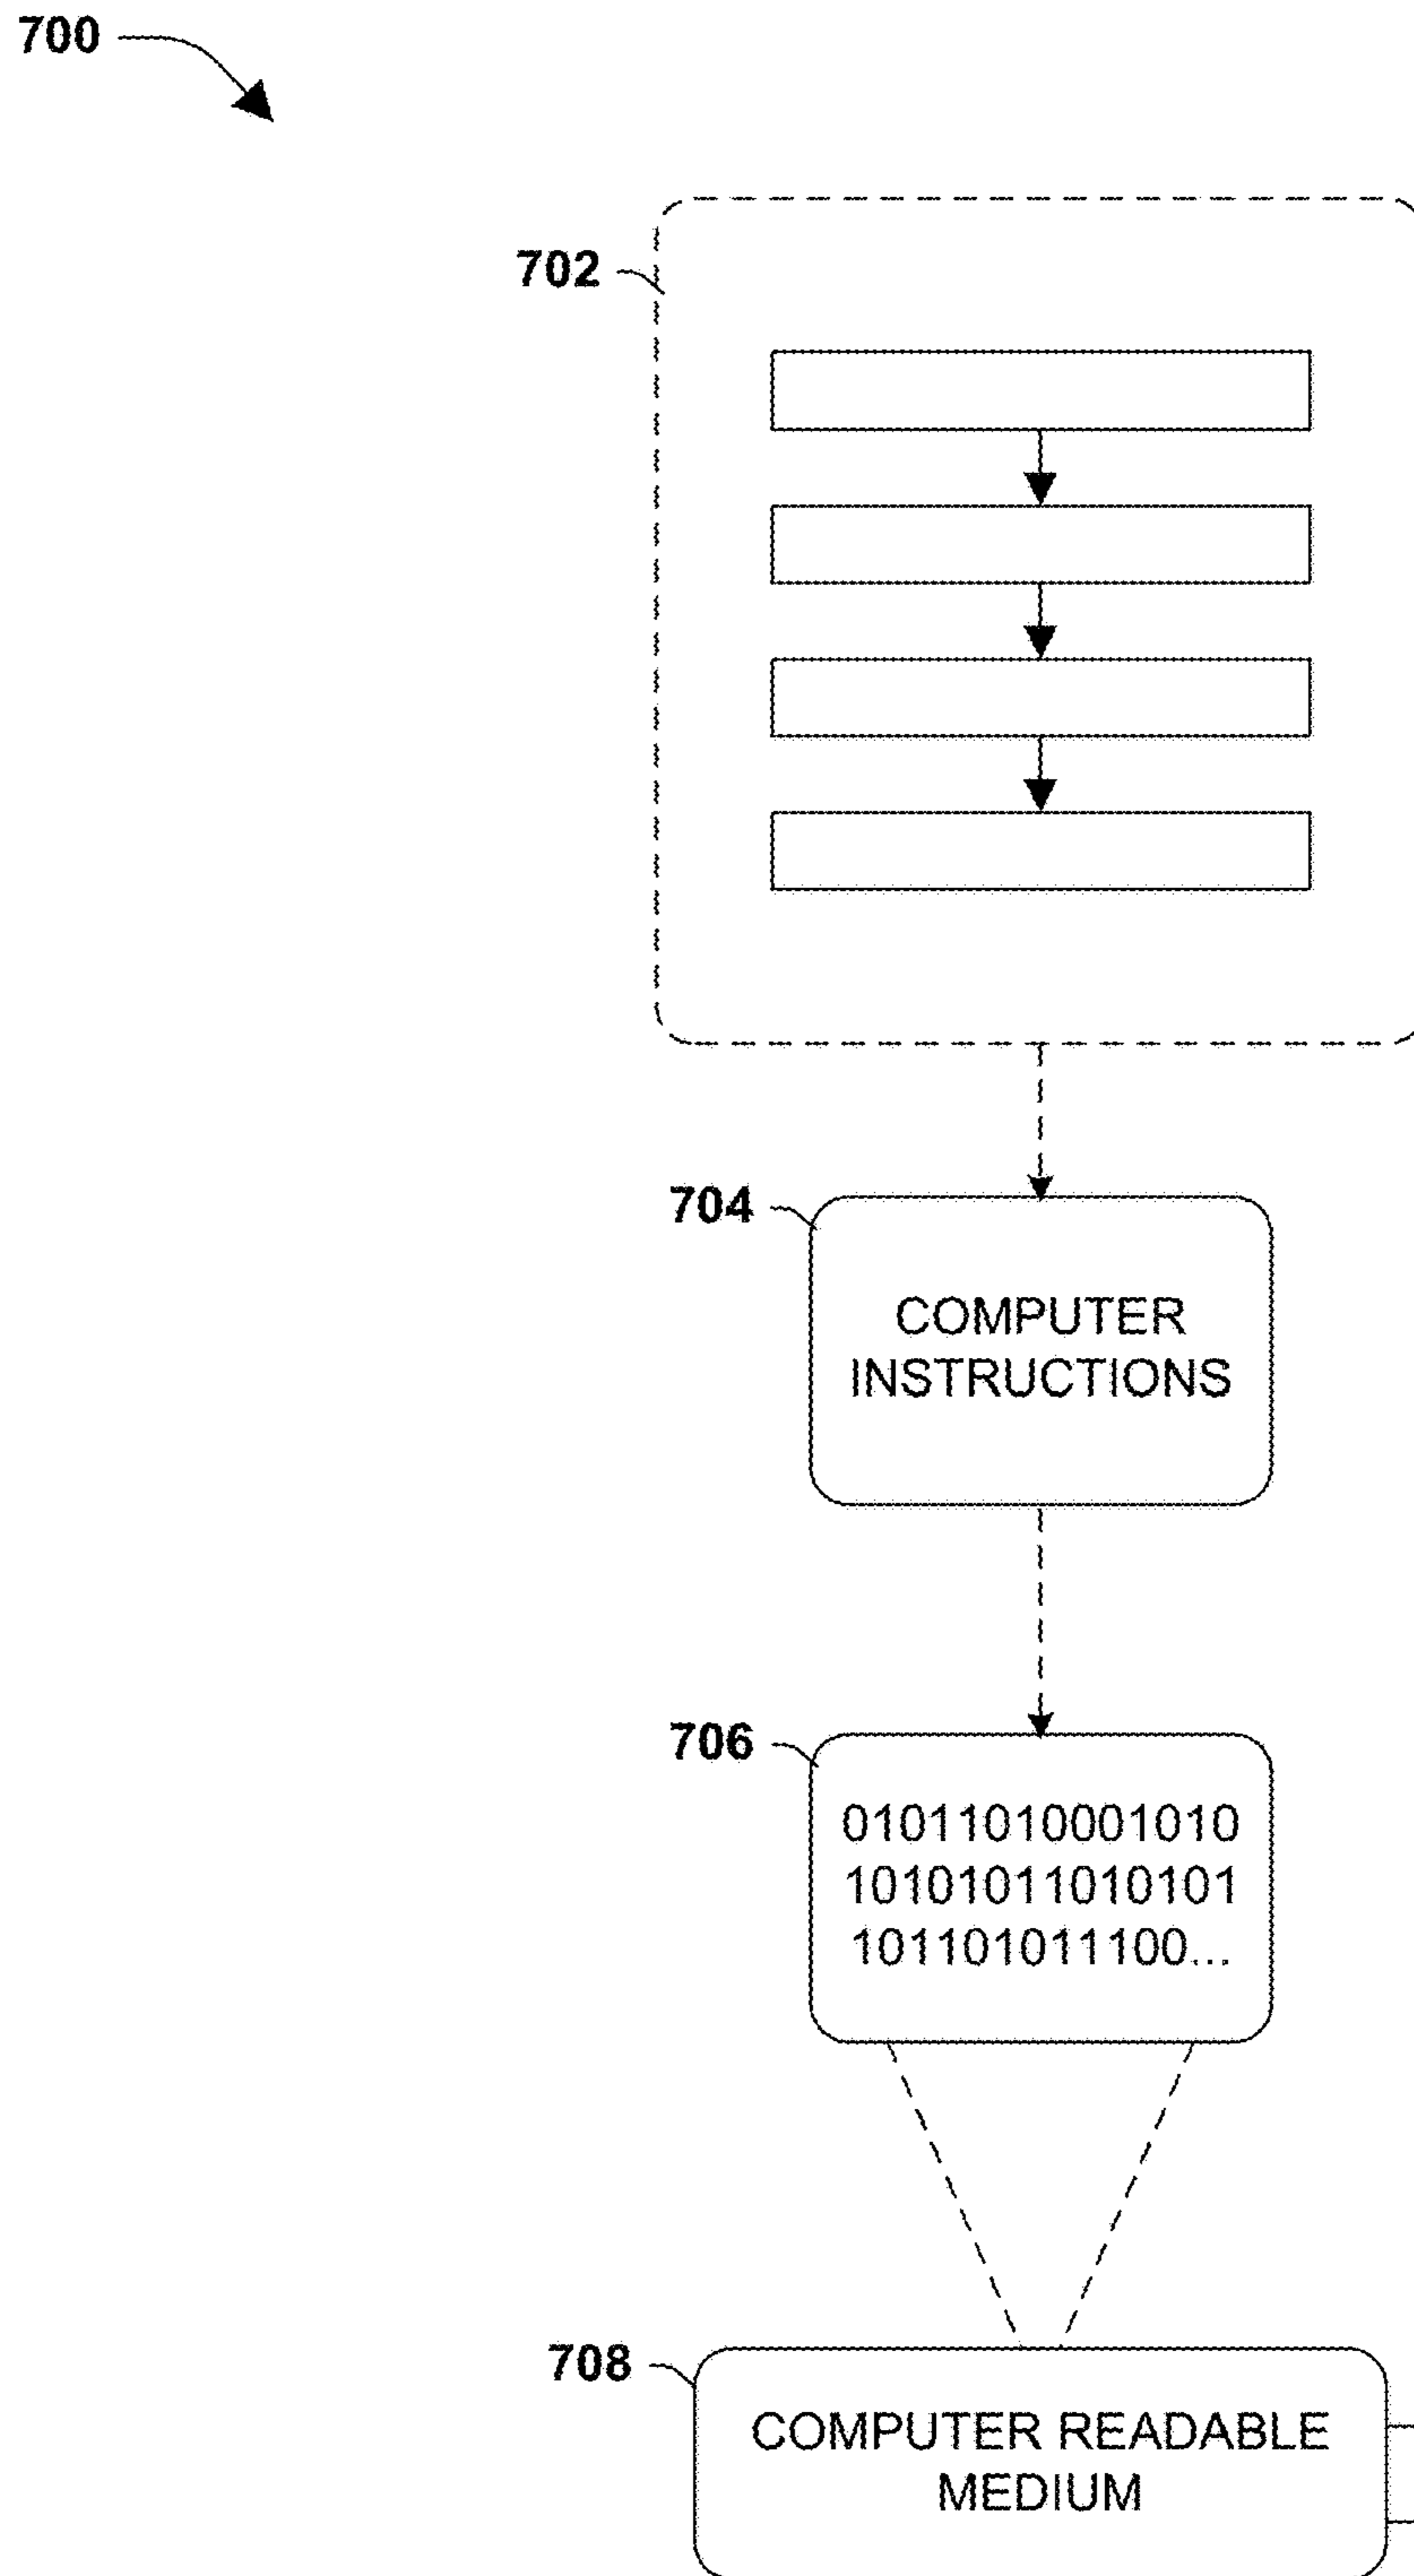 700
702
704
COMPUTER
INSTRUCTIONS
706
01011010001010
10101011010101
101101011100...
708
COMPUTER READABLE
MEDIUM